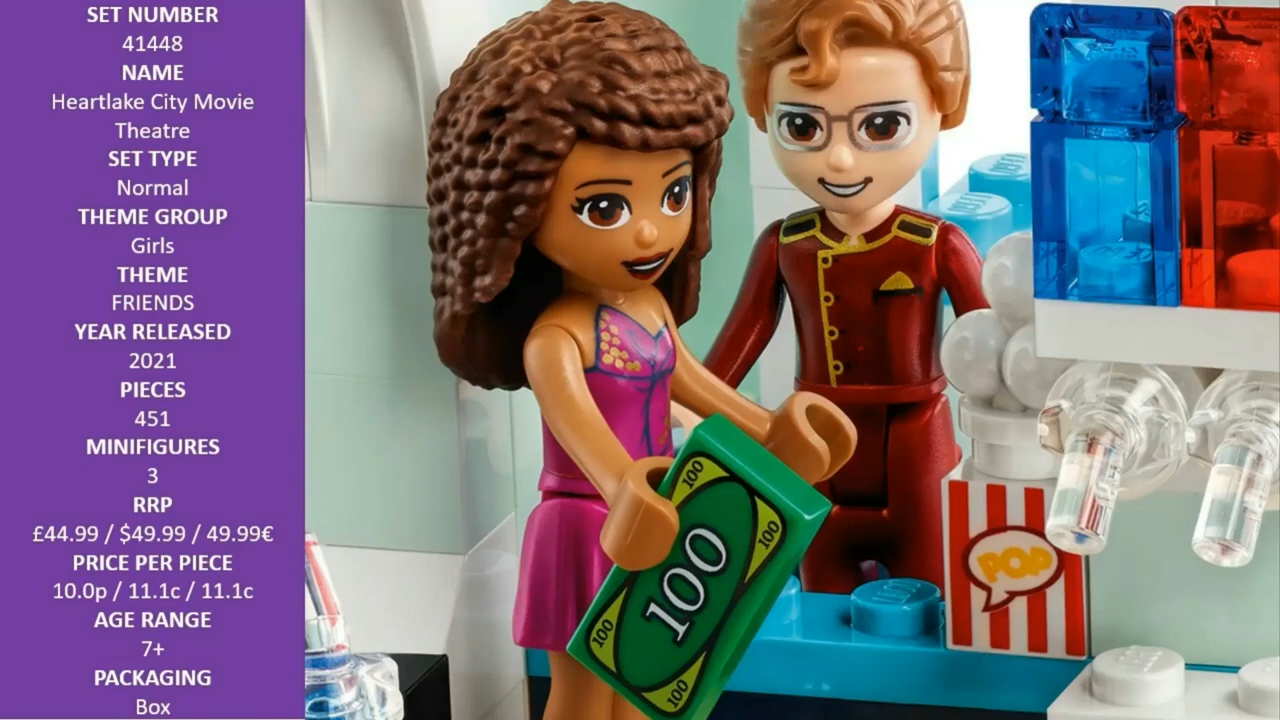 SET NUMBER
41448
NAME
Heartlake City Movie
Theatre
SET TYPE
Normal
THEME GROUP
Girls
THEME
FRIENDS
YEAR RELEASED
2021
PIECES
451
MINIFIGURES
3
RRP
£44.99 / $49.99 / 49.99€
PRICE PER PIECE
10.0p / 11.1c / 11.1c
AGE RANGE
7+
PACKAGING
Box
100
100
100
100
100
POP